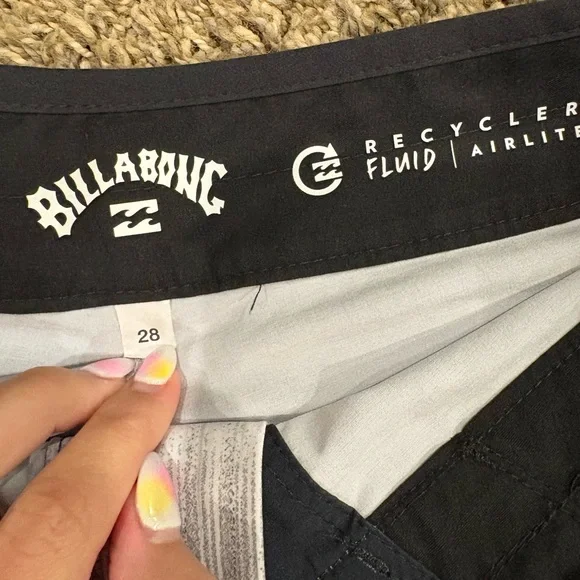 BILLABONG
RECYCLER
FLUID | AIRLITE
28